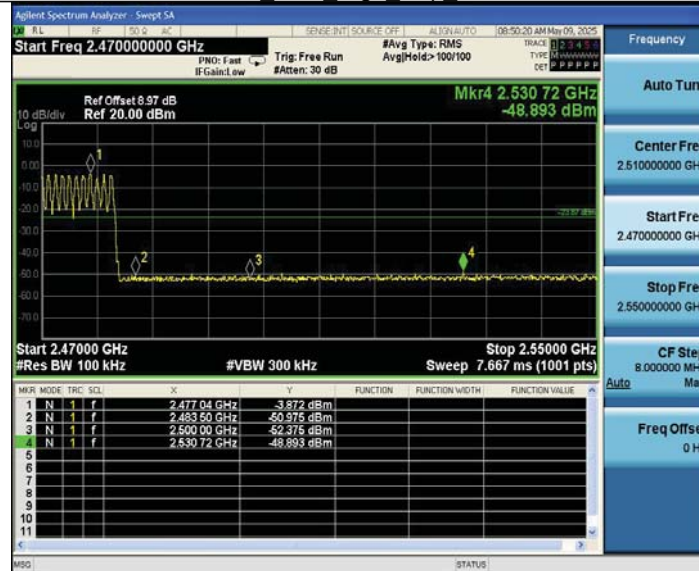 Agilent Spectrum Analyzer - Swept SA
RL RF 50 Ω AC SENSE:INT SOURCE OFF ALIGNAUTO 08:50:20 AM May 09, 2025
Start Freq 2.470000000 GHz
PNO: Fast
IFGain:Low
Trig: Free Run
#Atten: 30 dB
#Avg Type: RMS
Avg|Hold:> 100/100
TRACE 1 2 3 4 5 6
TYPE M
DET P P P P P P
Ref Offset 8.97 dB
Ref 20.00 dBm
10 dB/div
Log
Mkr4 2.530 72 GHz
-48.893 dBm
10.0
0.00
-10.0
-20.0
-30.0
-40.0
-50.0
-60.0
-70.0
1
2
3
4
Start 2.47000 GHz
#Res BW 100 kHz
#VBW 300 kHz
Stop 2.55000 GHz
Sweep 7.667 ms (1001 pts)
MKR MODE TRC SCL X Y FUNCTION FUNCTION WIDTH FUNCTION VALUE
1 N 1 f 2.477 04 GHz -3.872 dBm
2 N 1 f 2.483 50 GHz -50.975 dBm
3 N 1 f 2.500 00 GHz -52.375 dBm
4 N 1 f 2.530 72 GHz -48.893 dBm
5
6
7
8
9
10
11
MSG STATUS
Frequency
Auto Tun
Center Fre
2.510000000 GH
Start Fre
2.470000000 GH
Stop Fre
2.550000000 GH
CF Ste
8.000000 MH
Auto Ma
Freq Offse
0 H